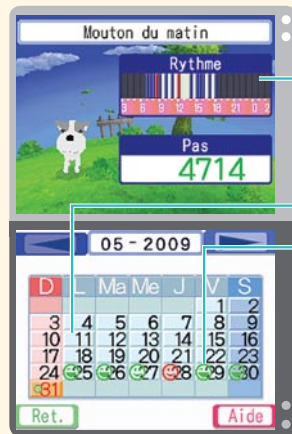 Mouton du matin
Rythme
3 6 9 12 15 18 21 0 2
Pas
4714
05 - 2009
D L Ma Me J V S
1 2
3 4 5 6 7 8 9
10 11 12 13 14 15 16
17 18 19 20 21 22 23
24 25 26 27 28 29 30
31
Ret. Aide